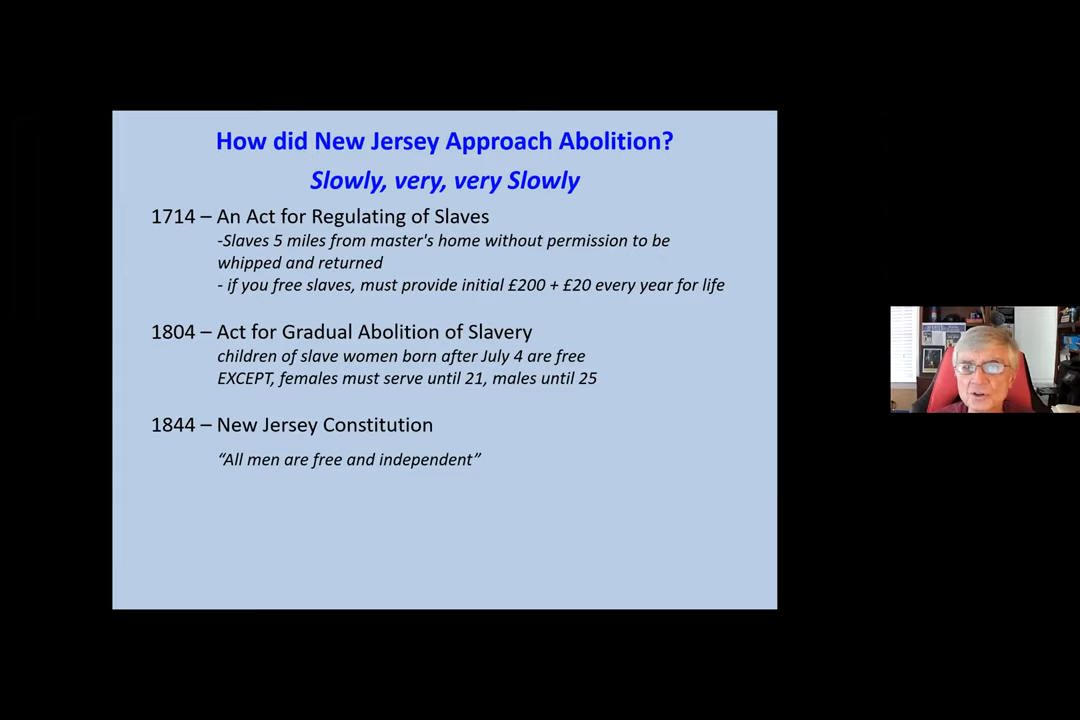 How did New Jersey Approach Abolition?
Slowly, very, very Slowly
1714 – An Act for Regulating of Slaves
-Slaves 5 miles from master's home without permission to be
whipped and returned
- if you free slaves, must provide initial £200 + £20 every year for life
1804 – Act for Gradual Abolition of Slavery
children of slave women born after July 4 are free
EXCEPT, females must serve until 21, males until 25
1844 – New Jersey Constitution
“All men are free and independent”